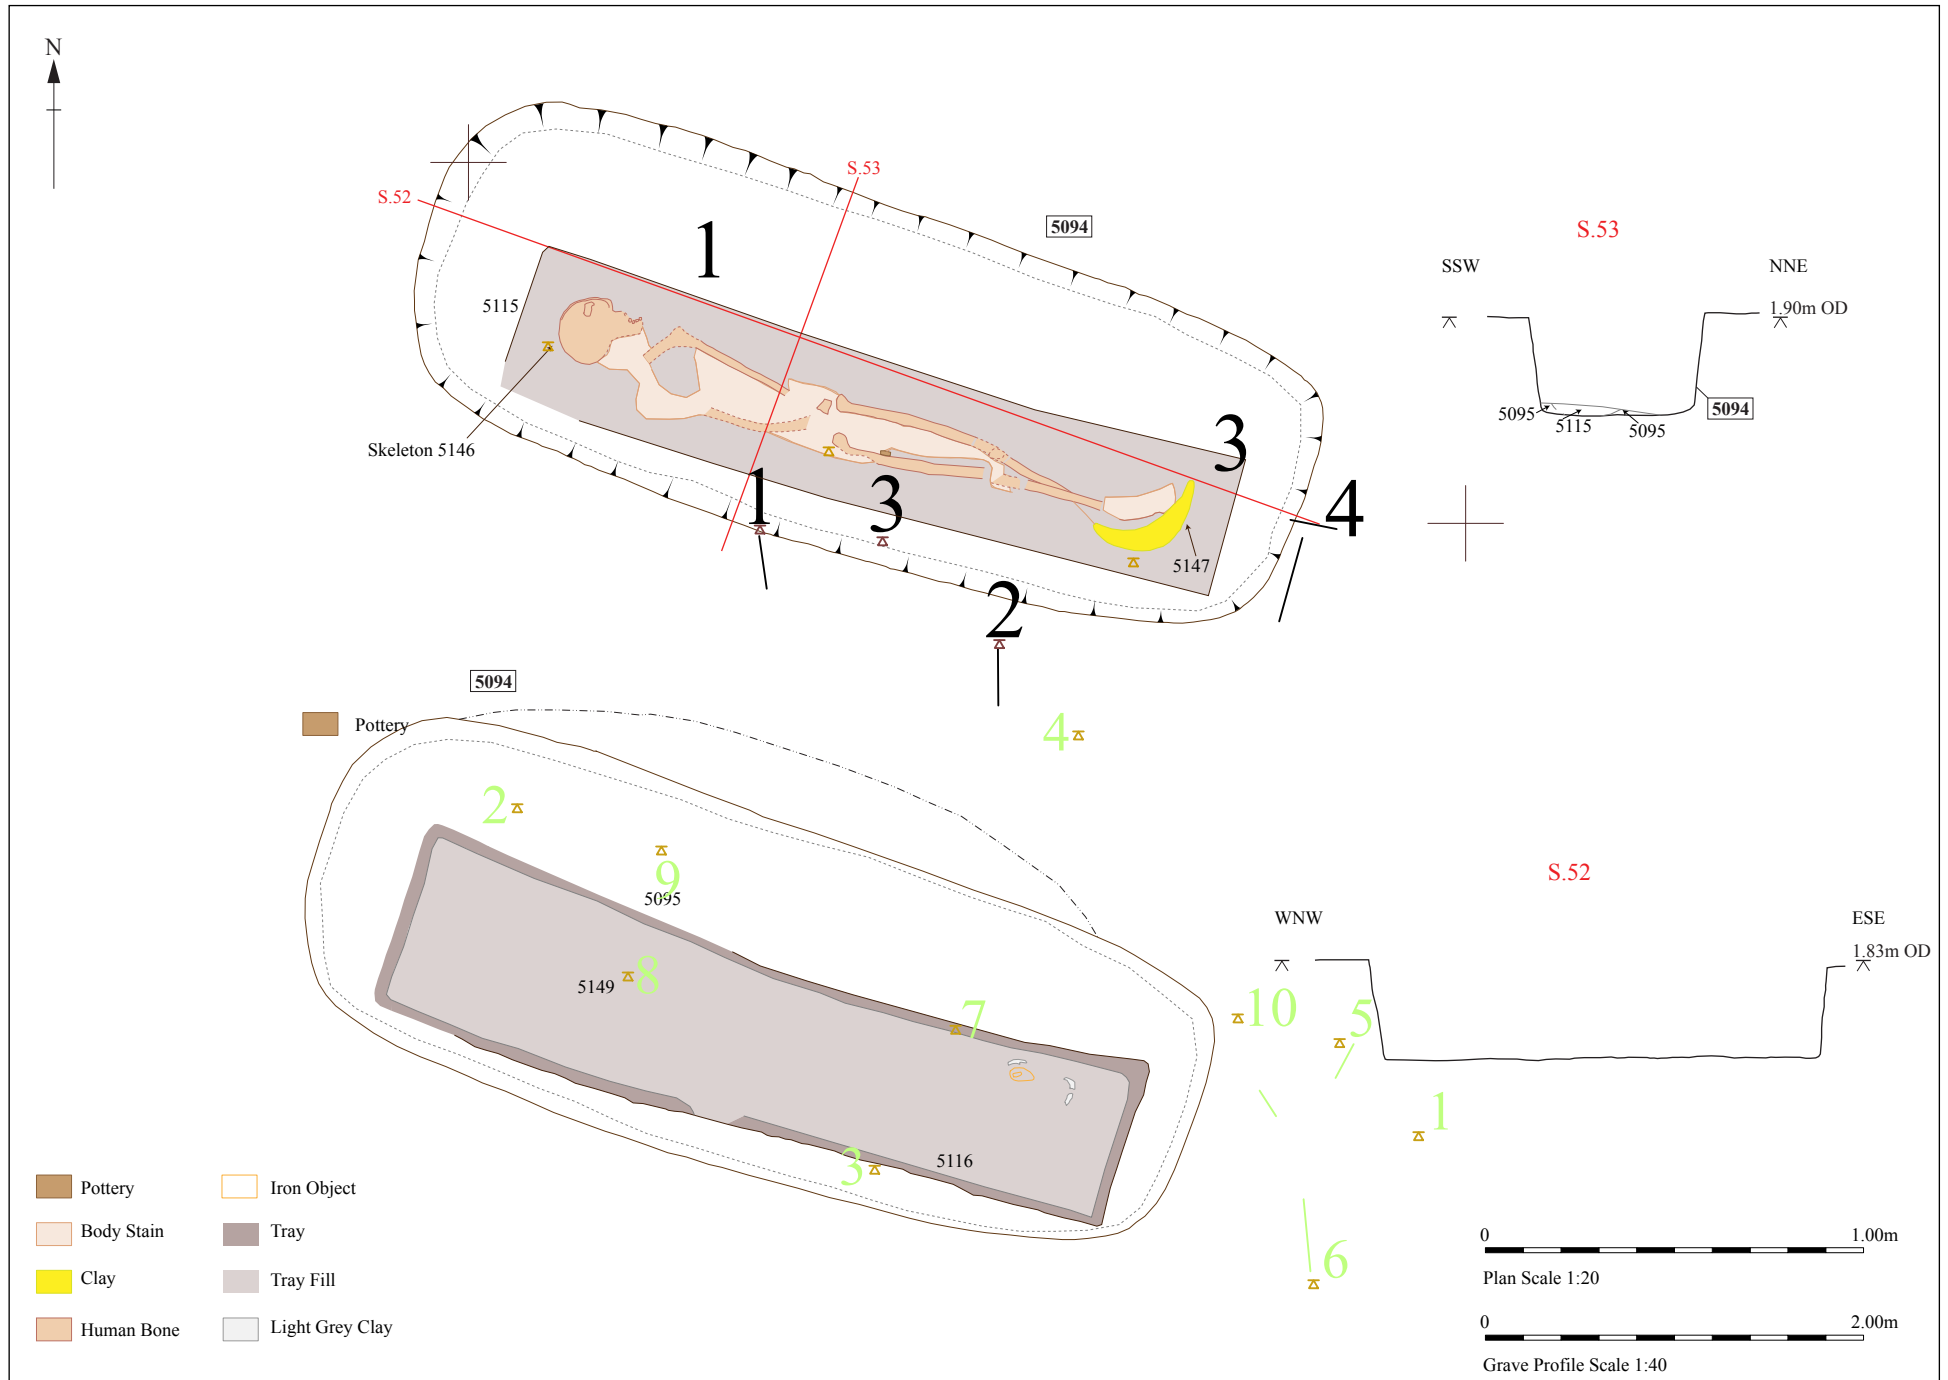 N
S.53
S.52
1
5094
S.53
SSW
NNE
1.90m OD
5115
5095
5115
5095
5094
3
Skeleton 5146
1
3
4
5147
2
5094
Pottery
4
2
9
5095
S.52
WNW
ESE
1.83m OD
5149
8
7
10
5
1
3
5116
6
Pottery
Iron Object
Body Stain
Tray
Clay
Tray Fill
Human Bone
Light Grey Clay
0
1.00m
Plan Scale 1:20
0
2.00m
Grave Profile Scale 1:40